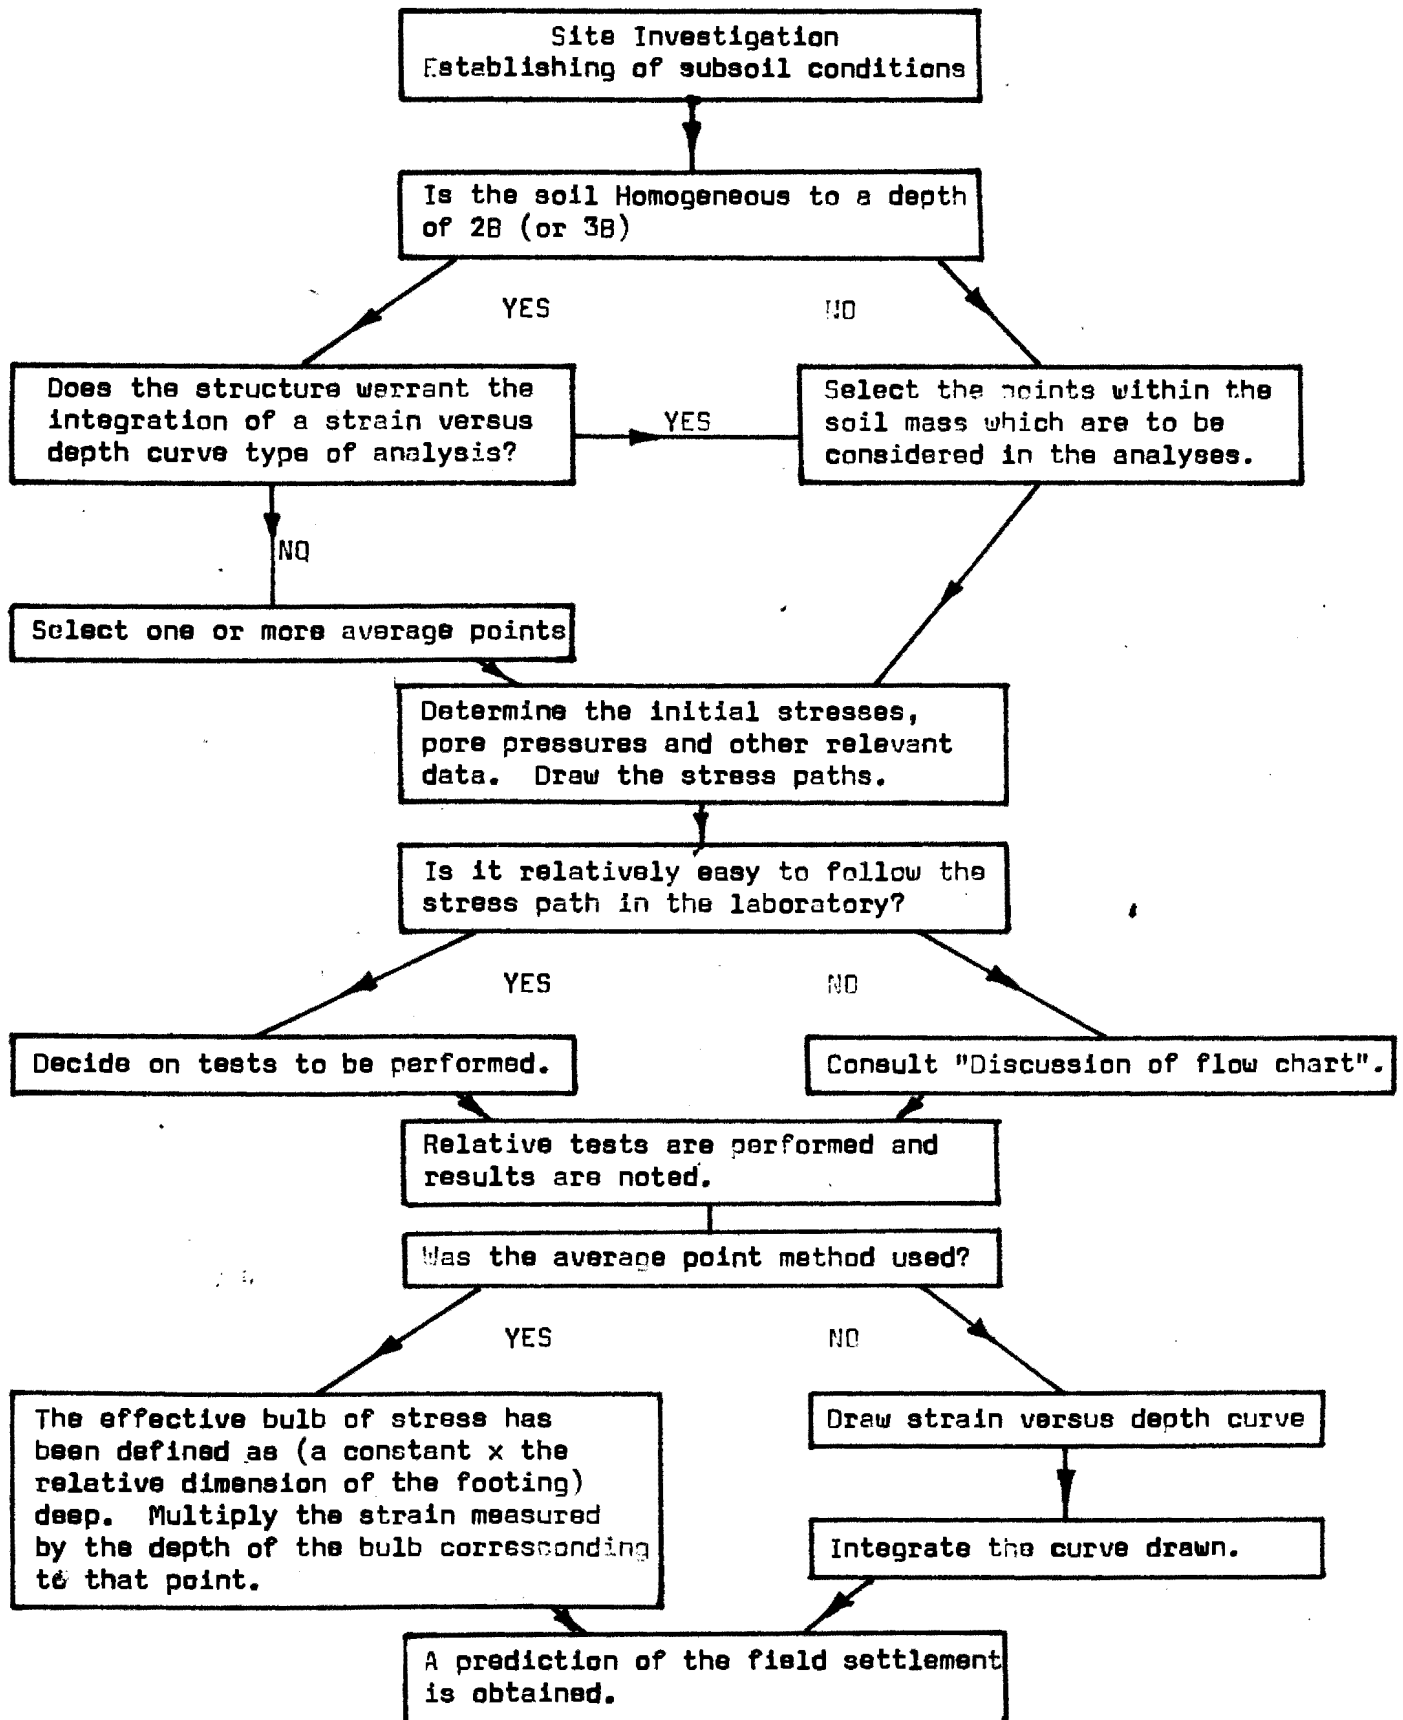 Site Investigation
Establishing of subsoil conditions
Is the soil Homogeneous to a depth
of 2B (or 3B)
YES
NO
Does the structure warrant the
integration of a strain versus
depth curve type of analysis?
YES
Select the points within the
soil mass which are to be
considered in the analyses.
NO
Select one or more average points
Determine the initial stresses,
pore pressures and other relevant
data. Draw the stress paths.
Is it relatively easy to follow the
stress path in the laboratory?
YES
NO
Decide on tests to be performed.
Consult "Discussion of flow chart".
Relative tests are performed and
results are noted.
Was the average point method used?
YES
NO
The effective bulb of stress has
been defined as (a constant x the
relative dimension of the footing)
deep. Multiply the strain measured
by the depth of the bulb corresponding
to that point.
Draw strain versus depth curve
Integrate the curve drawn.
A prediction of the field settlement
is obtained.